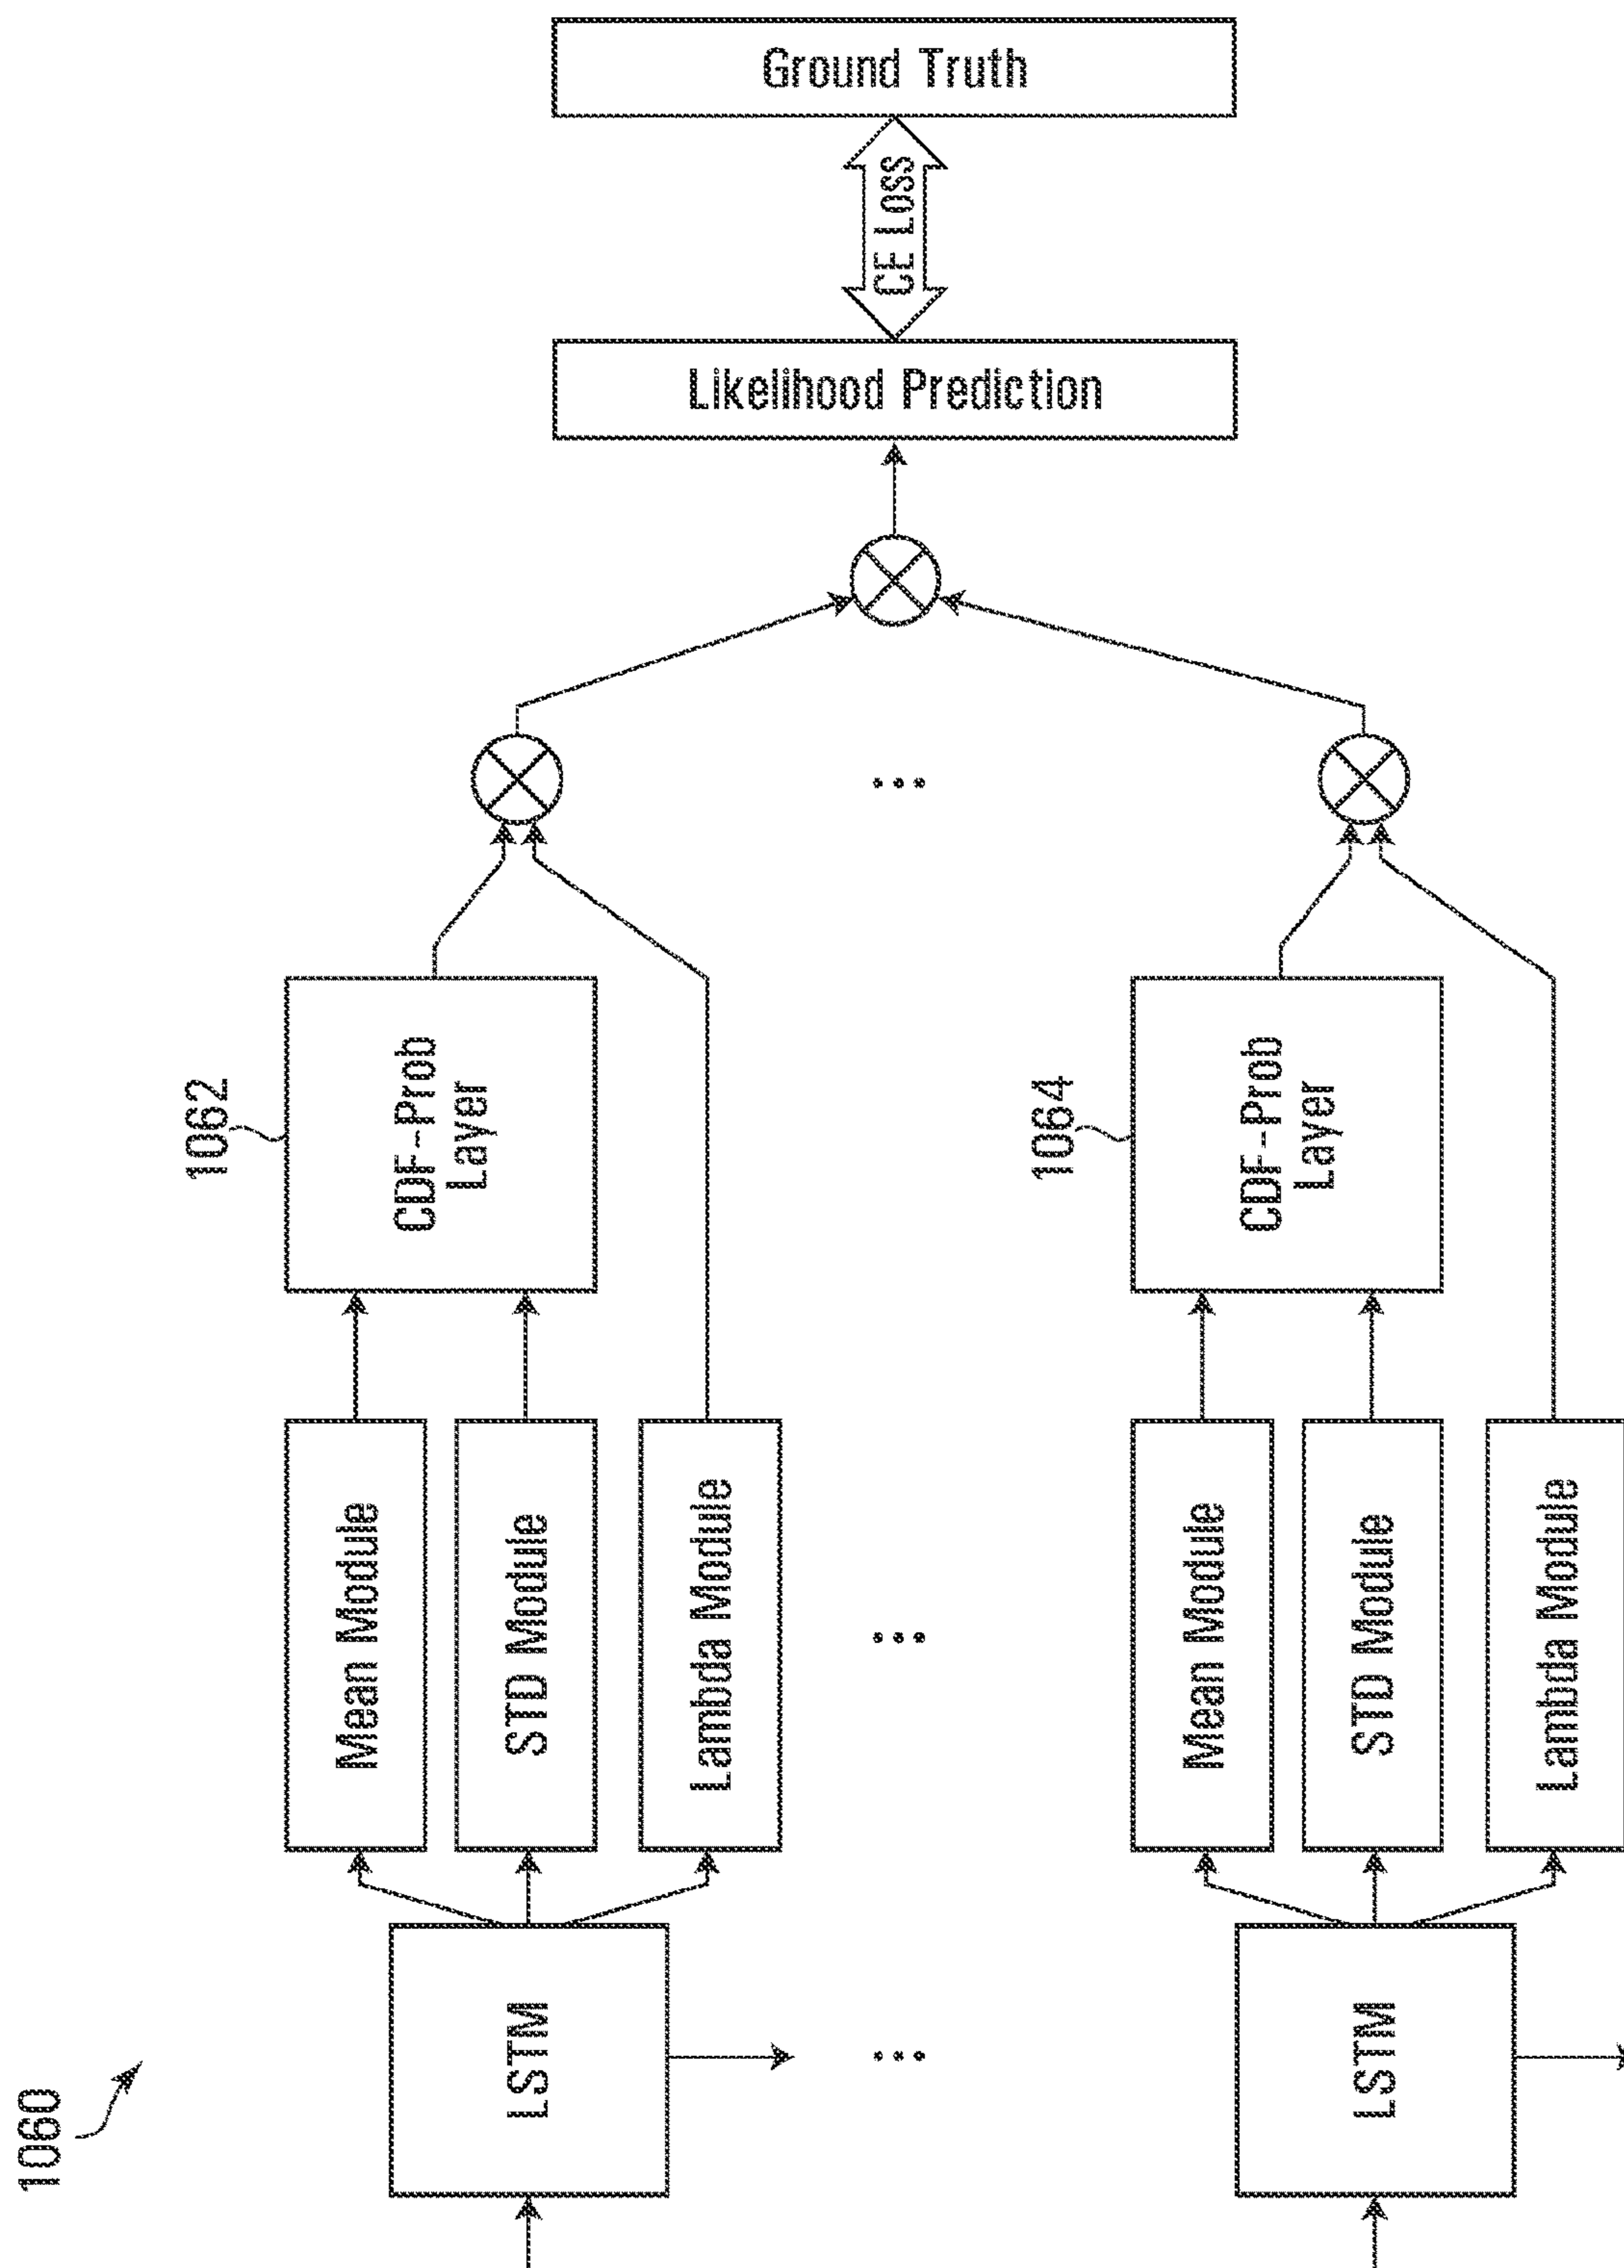 Ground Truth
CE Loss
Likelihood Prediction
...
1062
CDF-Prob
Layer
1064
CDF-Prob
Layer
Mean Module
STD Module
Lambda Module
...
Mean Module
STD Module
Lambda Module
1060
LSTM
...
LSTM